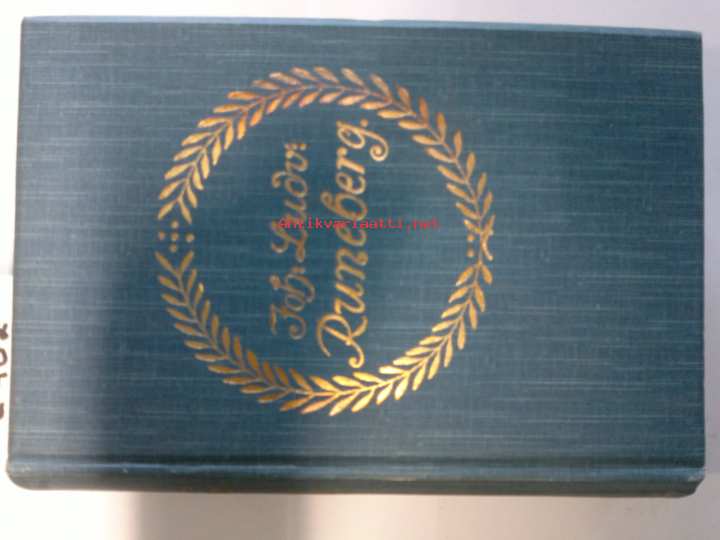 Joh. Ludv:
Runeberg.
Antikvariaatti.net